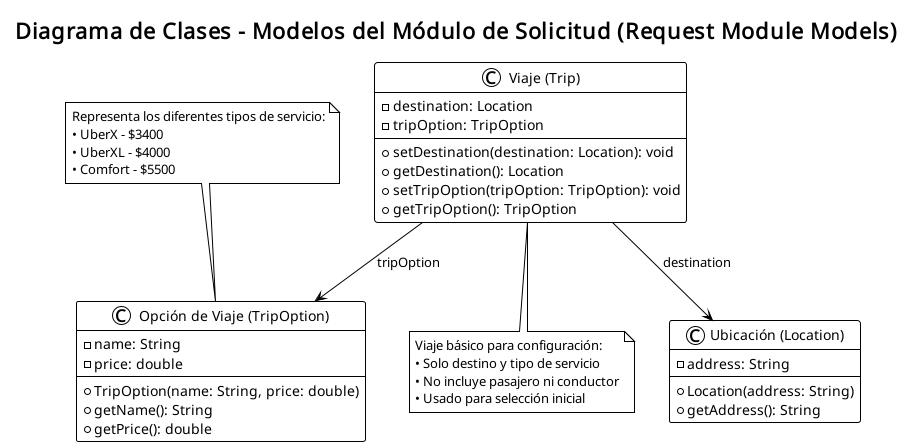 Diagrama de Clases - Modelos del Módulo de Solicitud (Request Module Models)
Representa los diferentes tipos de servicio:
• UberX - $3400
• UberXL - $4000
• Comfort - $5500
C Viaje (Trip)
destination: Location
tripOption: TripOption
setDestination(destination: Location): void
getDestination(): Location
setTripOption(tripOption: TripOption): void
getTripOption(): TripOption
tripOption
destination
C Opción de Viaje (TripOption)
name: String
price: double
TripOption(name: String, price: double)
getName(): String
getPrice(): double
Viaje básico para configuración:
• Solo destino y tipo de servicio
• No incluye pasajero ni conductor
• Usado para selección inicial
C Ubicación (Location)
address: String
Location(address: String)
getAddress(): String